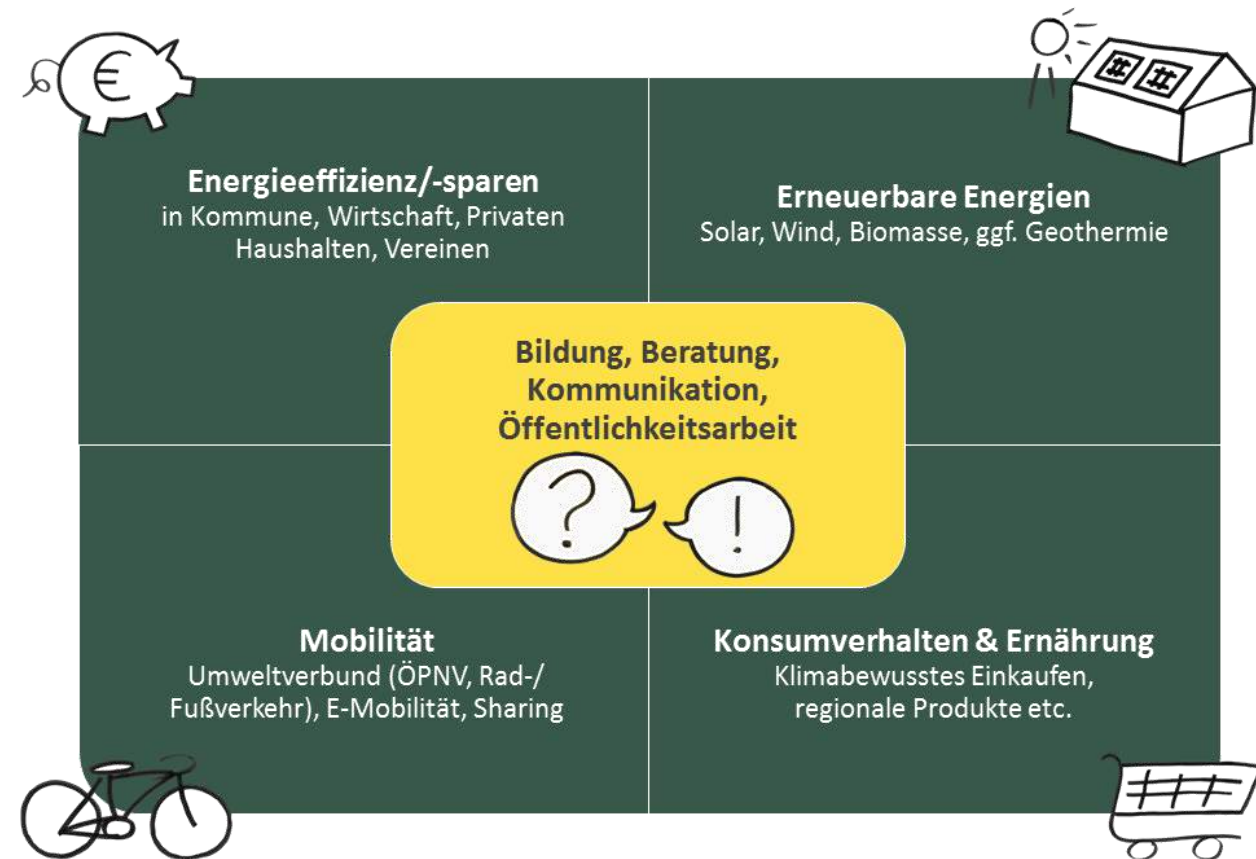 €
Energieeffizienz/-sparen
in Kommune, Wirtschaft, Privaten
Haushalten, Vereinen
Erneuerbare Energien
Solar, Wind, Biomasse, ggf. Geothermie
Bildung, Beratung,
Kommunikation,
Öffentlichkeitsarbeit
? !
Mobilität
Umweltverbund (ÖPNV, Rad-/
Fußverkehr), E-Mobilität, Sharing
Konsumverhalten & Ernährung
Klimabewusstes Einkaufen,
regionale Produkte etc.